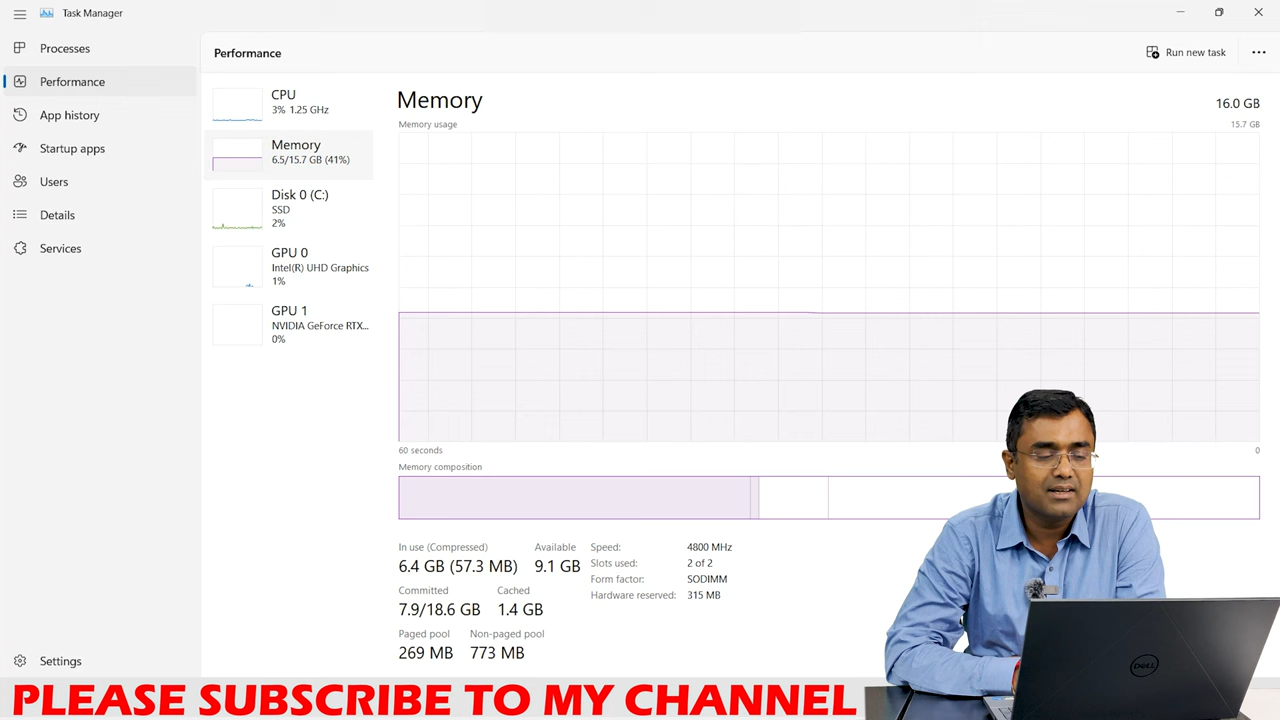 Task Manager
Processes
Performance
App history
Startup apps
Users
Details
Services
Settings
Performance
Run new task
CPU
3% 1.25 GHz
Memory
6.5/15.7 GB (41%)
Disk 0 (C:)
SSD
2%
GPU 0
Intel(R) UHD Graphics
1%
GPU 1
NVIDIA GeForce RTX...
0%
Memory
16.0 GB
Memory usage
15.7 GB
60 seconds
0
Memory composition
In use (Compressed)
6.4 GB (57.3 MB)
Available
9.1 GB
Committed
7.9/18.6 GB
Cached
1.4 GB
Paged pool
269 MB
Non-paged pool
773 MB
Speed: 4800 MHz
Slots used: 2 of 2
Form factor: SODIMM
Hardware reserved: 315 MB
DELL
PLEASE SUBSCRIBE TO MY CHANNEL